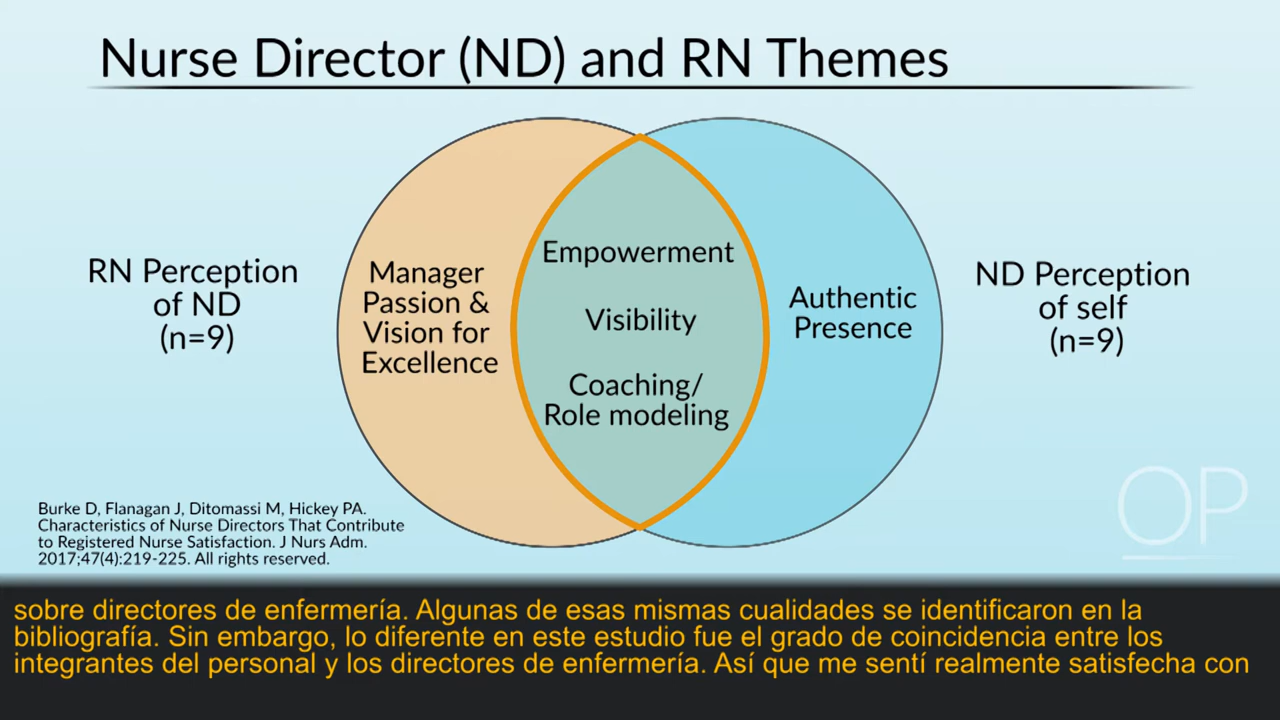 Nurse Director (ND) and RN Themes
RN Perception
of ND
(n=9)
Manager
Passion &
Vision for
Excellence
Empowerment
Visibility
Coaching/
Role modeling
Authentic
Presence
ND Perception
of self
(n=9)
Burke D, Flanagan J, Ditomassi M, Hickey PA.
Characteristics of Nurse Directors That Contribute
to Registered Nurse Satisfaction. J Nurs Adm.
2017;47(4):219-225. All rights reserved.
OP
sobre directores de enfermería. Algunas de esas mismas cualidades se identificaron en la
bibliografía. Sin embargo, lo diferente en este estudio fue el grado de coincidencia entre los
integrantes del personal y los directores de enfermería. Así que me sentí realmente satisfecha con